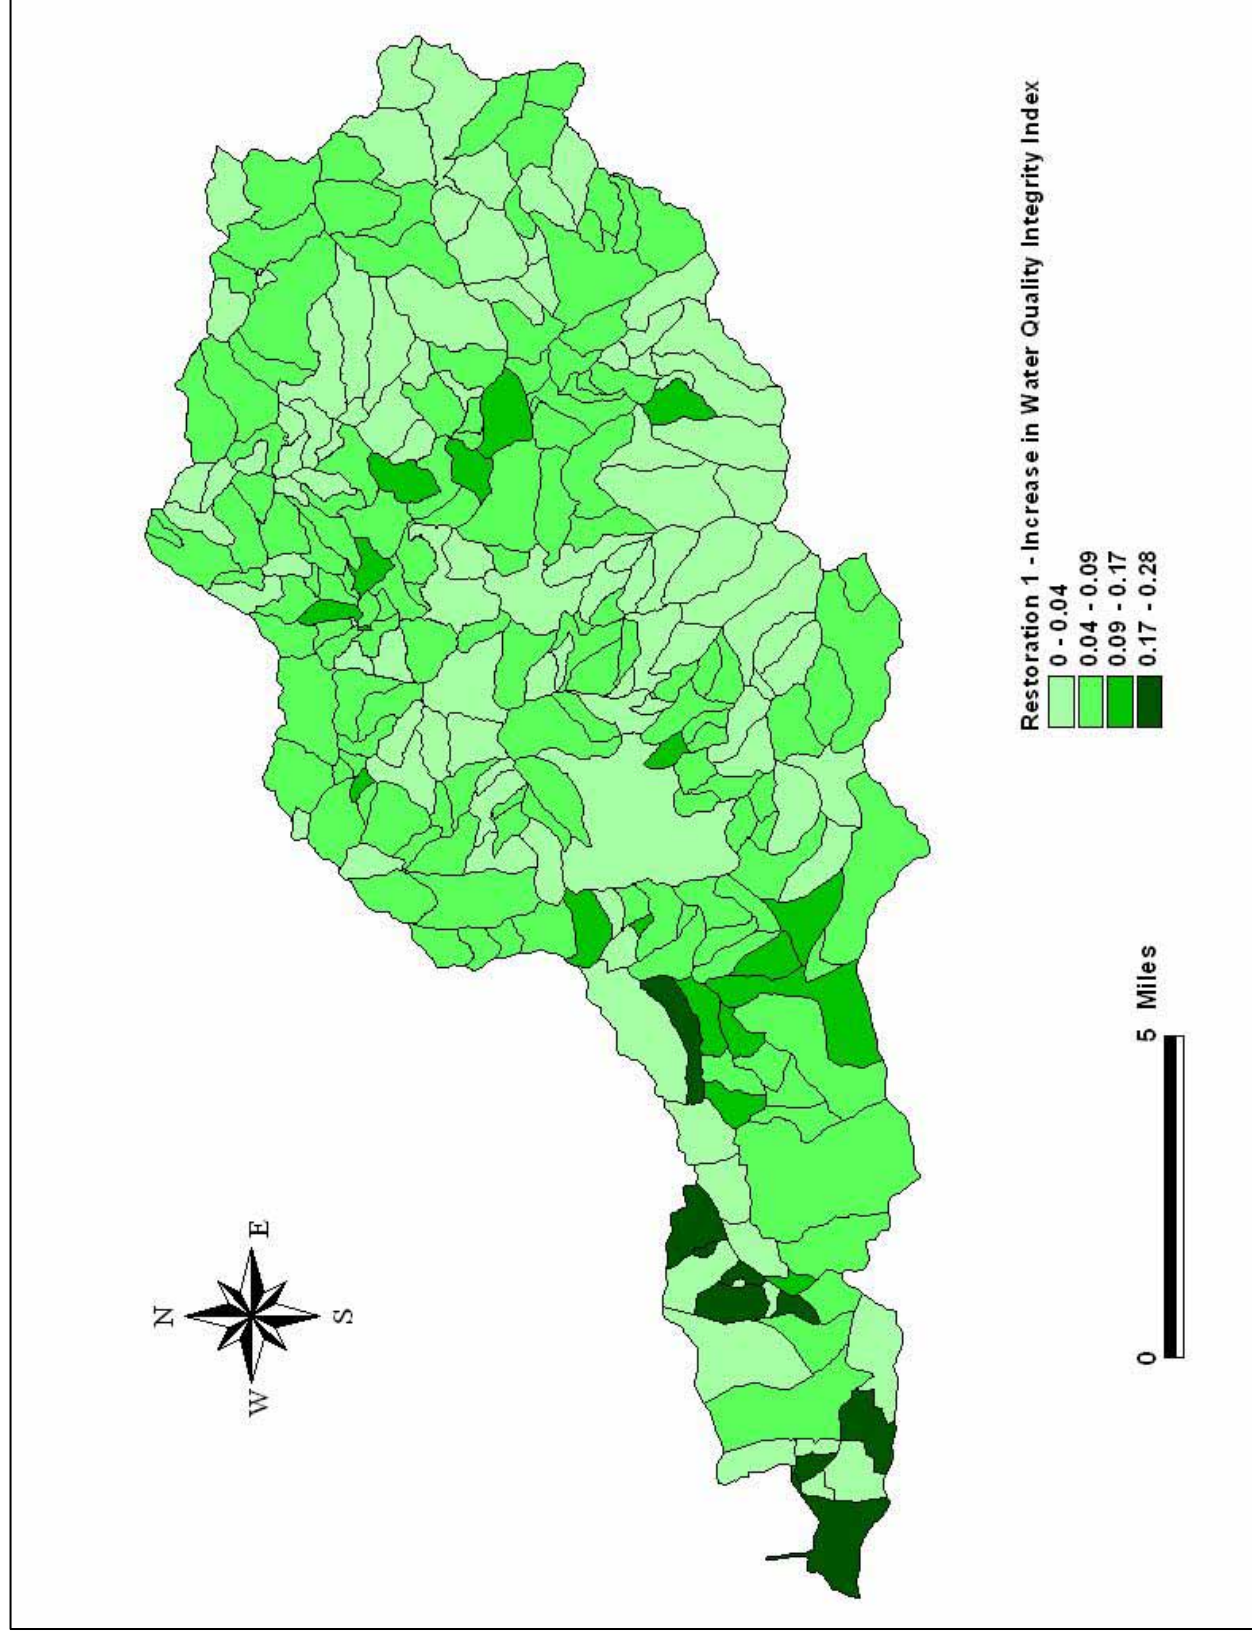 N
W E
S
Restoration 1 - Increase in Water Quality Integrity Index
0 - 0.04
0.04 - 0.09
0.09 - 0.17
0.17 - 0.28
0 5 Miles